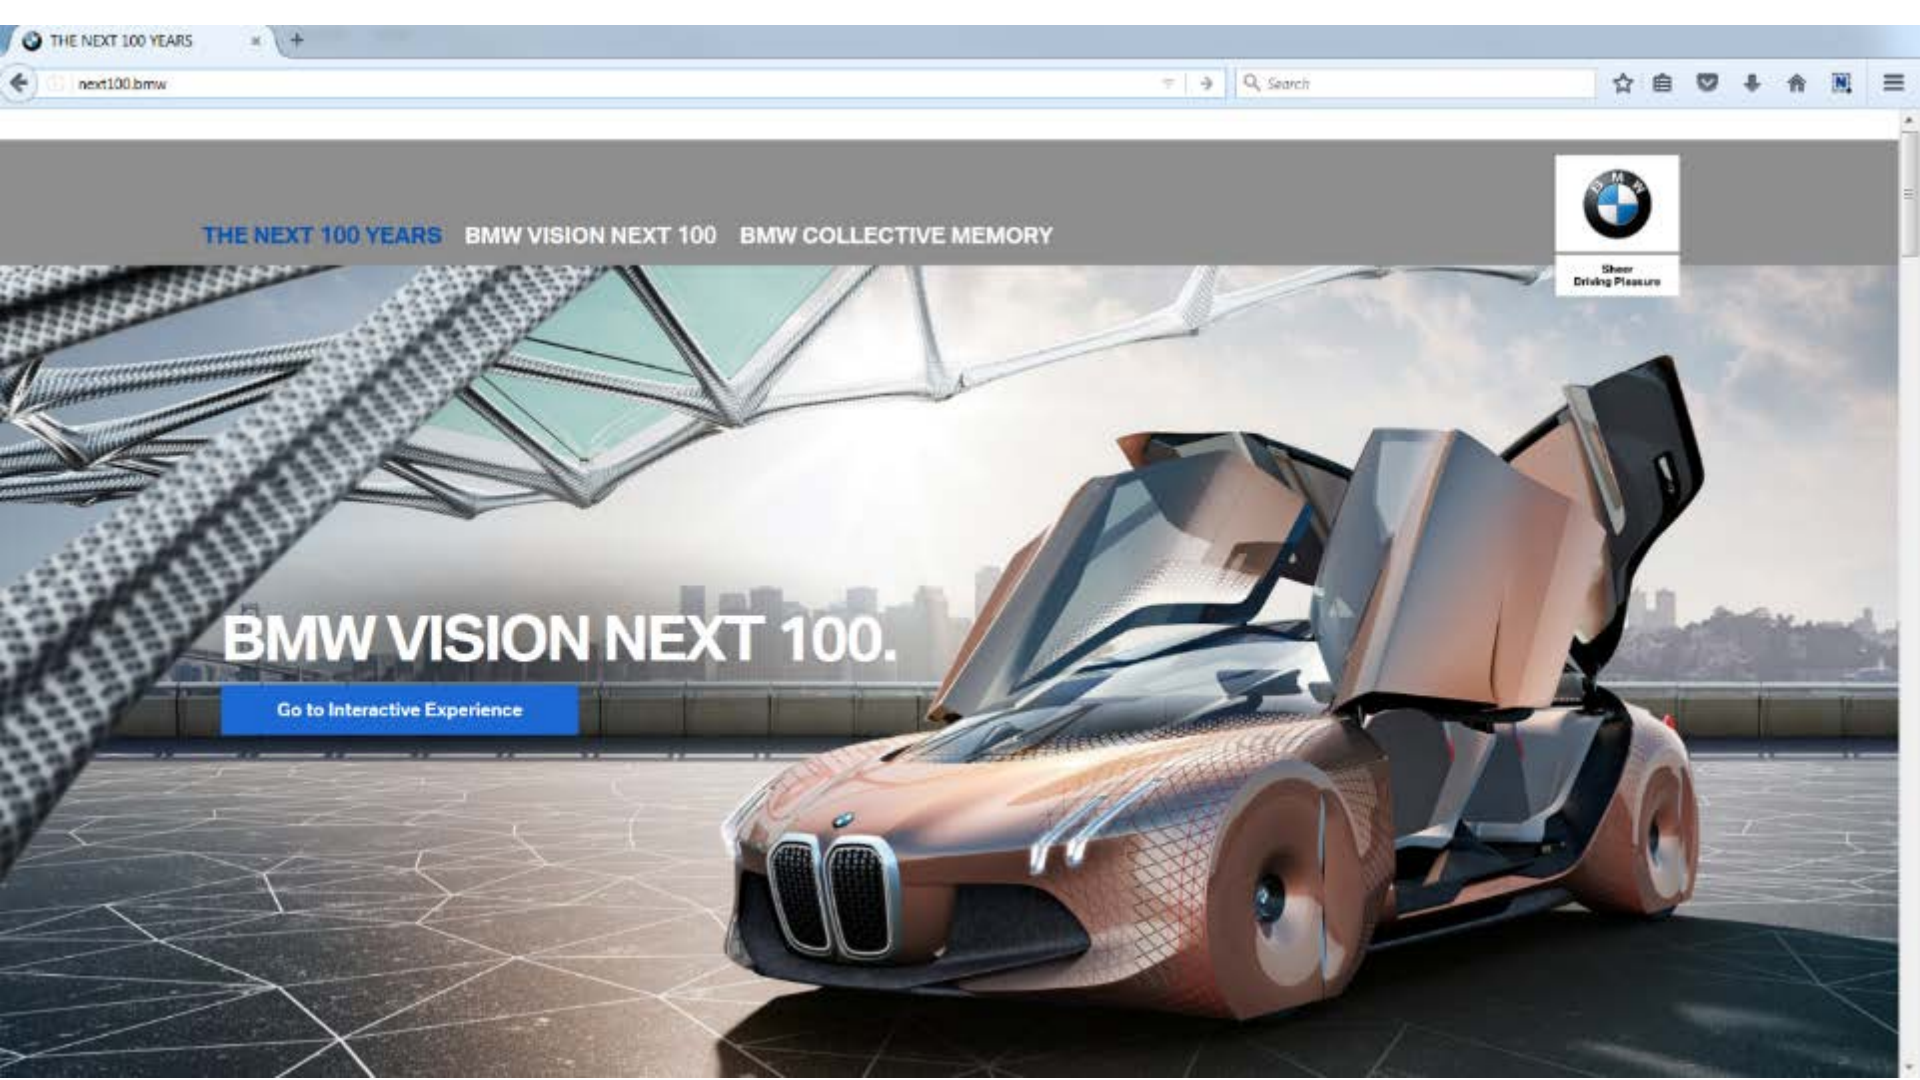 THE NEXT 100 YEARS
next100.bmw
Search
BMW
THE NEXT 100 YEARS BMW VISION NEXT 100 BMW COLLECTIVE MEMORY
Sheer
Driving Pleasure
BMW VISION NEXT 100.
Go to Interactive Experience